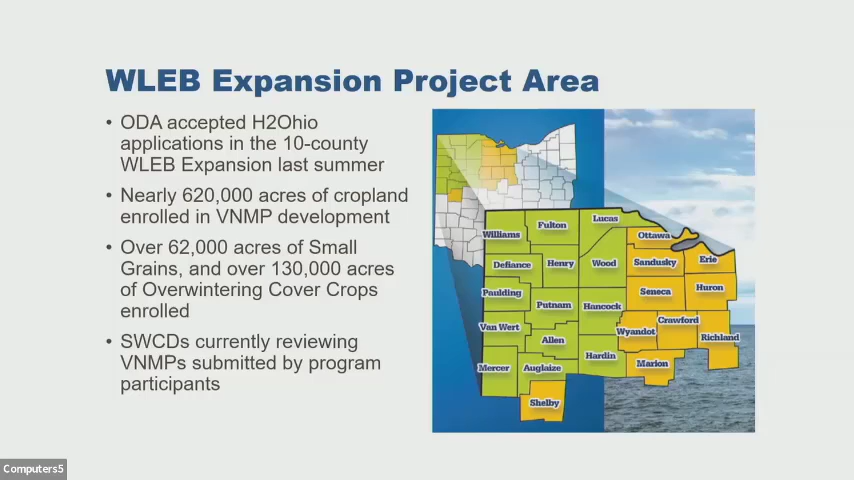 WLEB Expansion Project Area
• ODA accepted H2Ohio
applications in the 10-county
WLEB Expansion last summer
• Nearly 620,000 acres of cropland
enrolled in VNMP development
• Over 62,000 acres of Small
Grains, and over 130,000 acres
of Overwintering Cover Crops
enrolled
• SWCDs currently reviewing
VNMPs submitted by program
participants
Williams
Fulton
Lucas
Ottawa
Defiance
Henry
Wood
Sandusky
Erie
Paulding
Putnam
Hancock
Seneca
Huron
Van Wert
Allen
Wyandot
Crawford
Richland
Mercer
Auglaize
Hardin
Marion
Shelby
Computers5